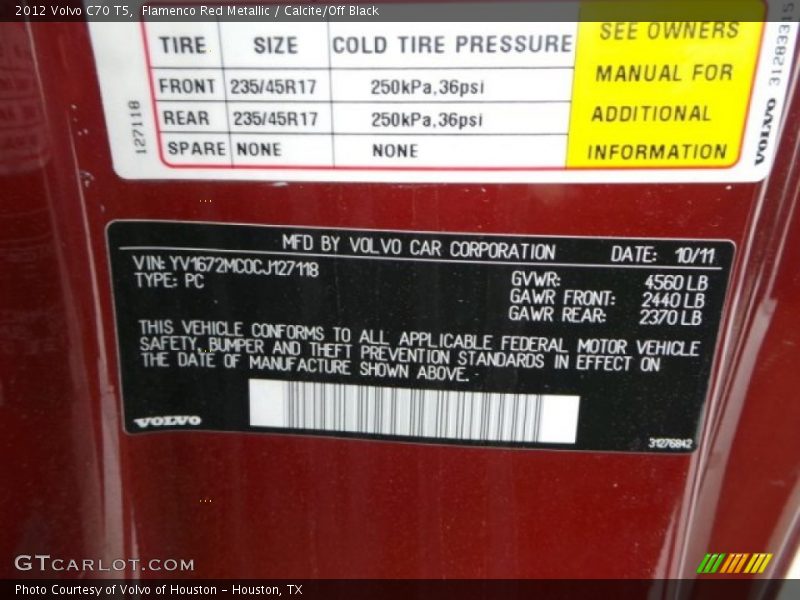 2012 Volvo C70 T5, Flamenco Red Metallic / Calcite/Off Black
TIRE SIZE COLD TIRE PRESSURE
FRONT 235/45R17 250kPa,36psi
REAR 235/45R17 250kPa,36psi
SPARE NONE NONE
SEE OWNERS
MANUAL FOR
ADDITIONAL
INFORMATION
127118
VOLVO 31283315
MFD BY VOLVO CAR CORPORATION DATE: 10/11
VIN: YV1672MC0CJ127118
TYPE: PC
GVWR: 4560 LB
GAWR FRONT: 2440 LB
GAWR REAR: 2370 LB
THIS VEHICLE CONFORMS TO ALL APPLICABLE FEDERAL MOTOR VEHICLE
SAFETY, BUMPER AND THEFT PREVENTION STANDARDS IN EFFECT ON
THE DATE OF MANUFACTURE SHOWN ABOVE.
VOLVO
31276842
GTCARLOT.COM
Photo Courtesy of Volvo of Houston - Houston, TX